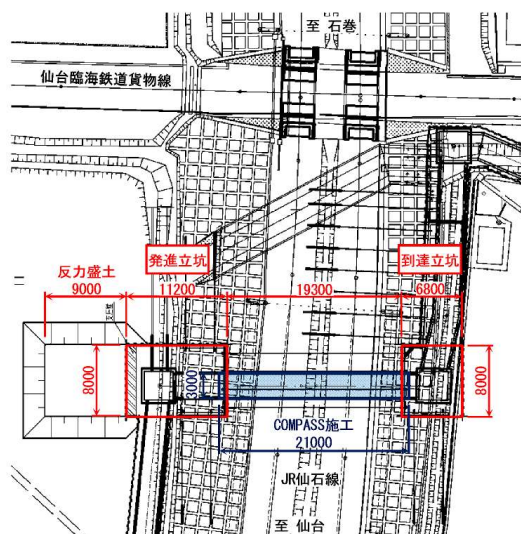 至 石巻
仙台臨海鉄道貨物線
発進立坑
到達立坑
反力盛土
9000
11200
19300
6800
8000
3000
8000
COMPASS施工
21000
JR仙石線
至 仙台